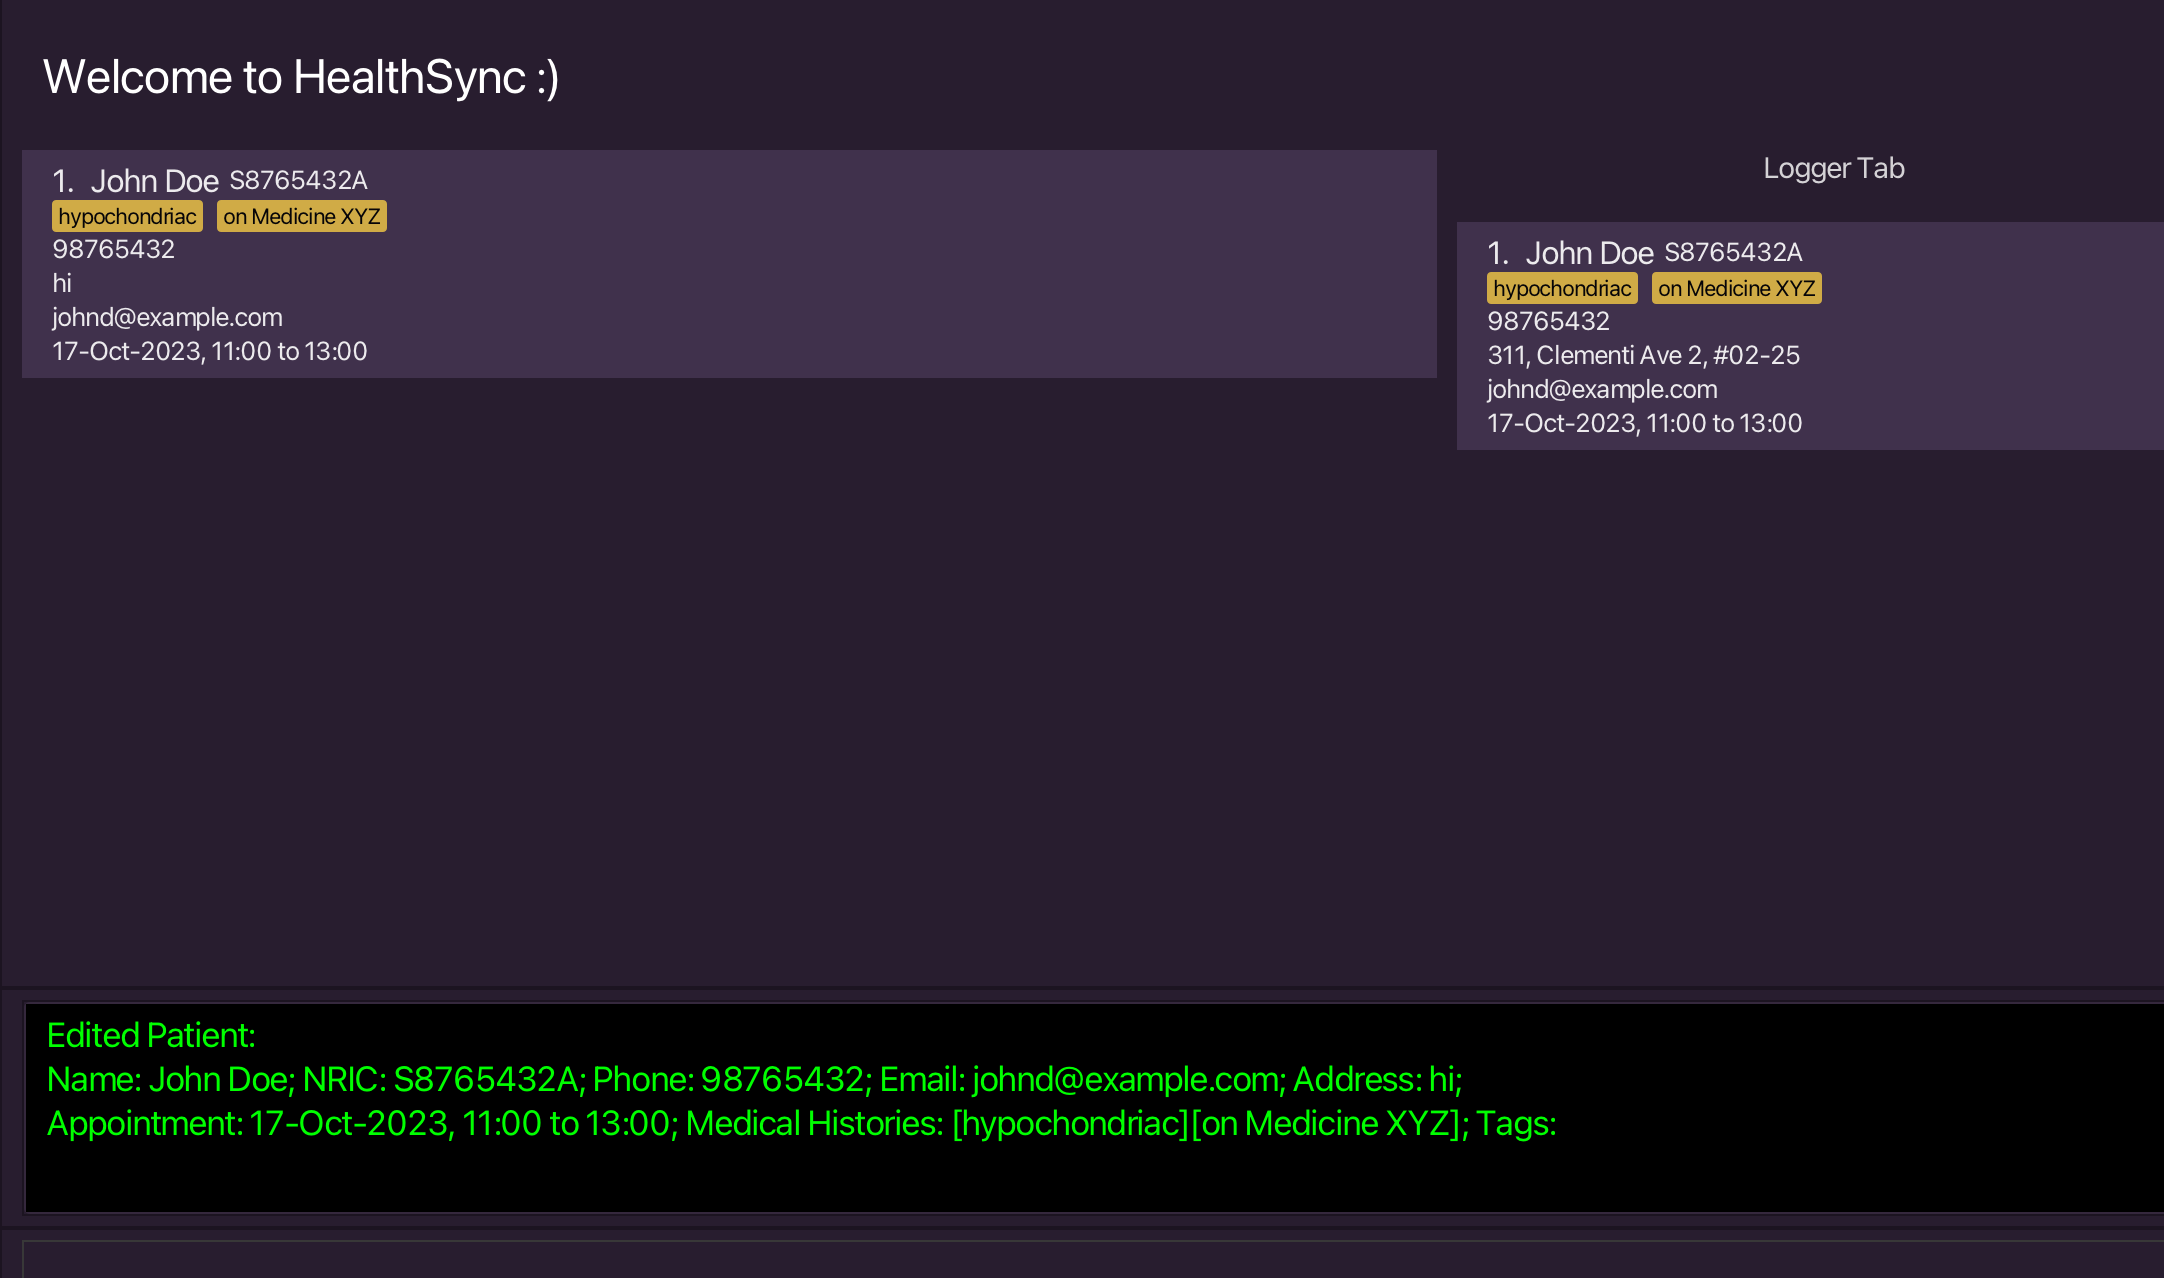 Welcome to HealthSync :)
1. John Doe S8765432A
hypochondriac on Medicine XYZ
98765432
hi
johnd@example.com
17-Oct-2023, 11:00 to 13:00
Logger Tab
1. John Doe S8765432A
hypochondriac on Medicine XYZ
98765432
311, Clementi Ave 2, #02-25
johnd@example.com
17-Oct-2023, 11:00 to 13:00
Edited Patient:
Name: John Doe; NRIC: S8765432A; Phone: 98765432; Email: johnd@example.com; Address: hi;
Appointment: 17-Oct-2023, 11:00 to 13:00; Medical Histories: [hypochondriac][on Medicine XYZ]; Tags: